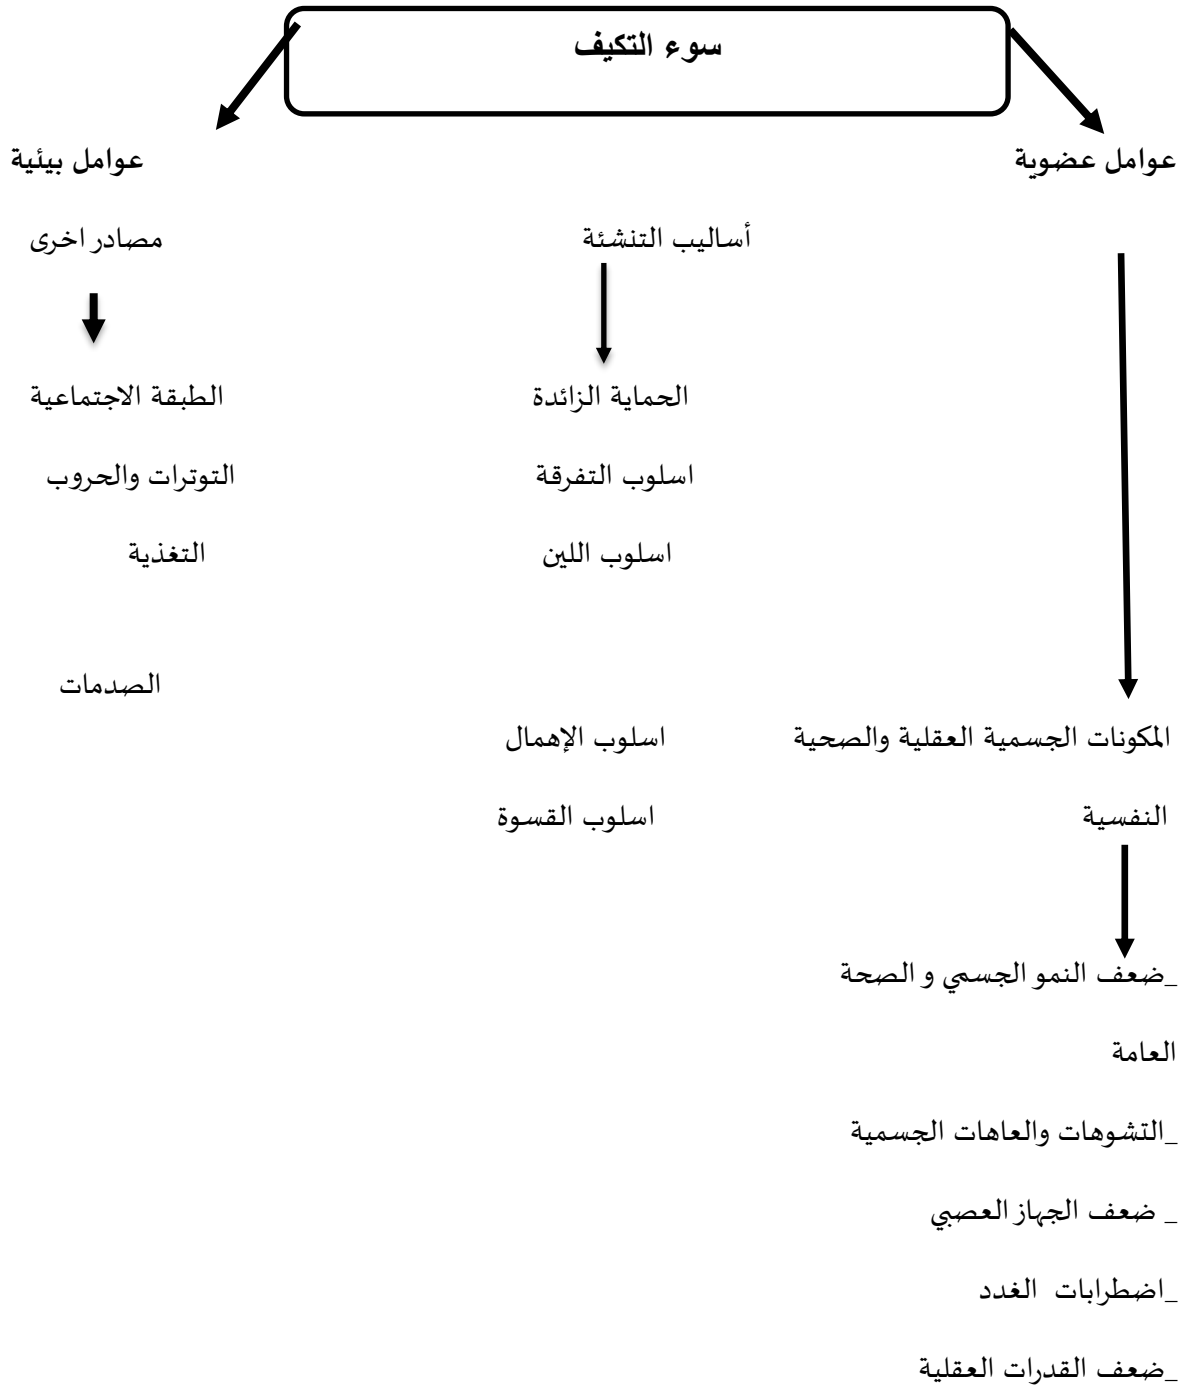 سوء التكيف
عوامل عضوية
عوامل بيئية
أساليب التنشئة
مصادر اخرى
الحماية الزائدة
الطبقة الاجتماعية
اسلوب التفرقة
التوترات والحروب
اسلوب اللين
التغذية
الصدمات
المكونات الجسمية العقلية والصحية
اسلوب الإهمال
النفسية
اسلوب القسوة
_ضعف النمو الجسمي و الصحة
العامة
_التشوهات والعاهات الجسمية
_ ضعف الجهاز العصبي
_اضطرابات الغدد
_ضعف القدرات العقلية